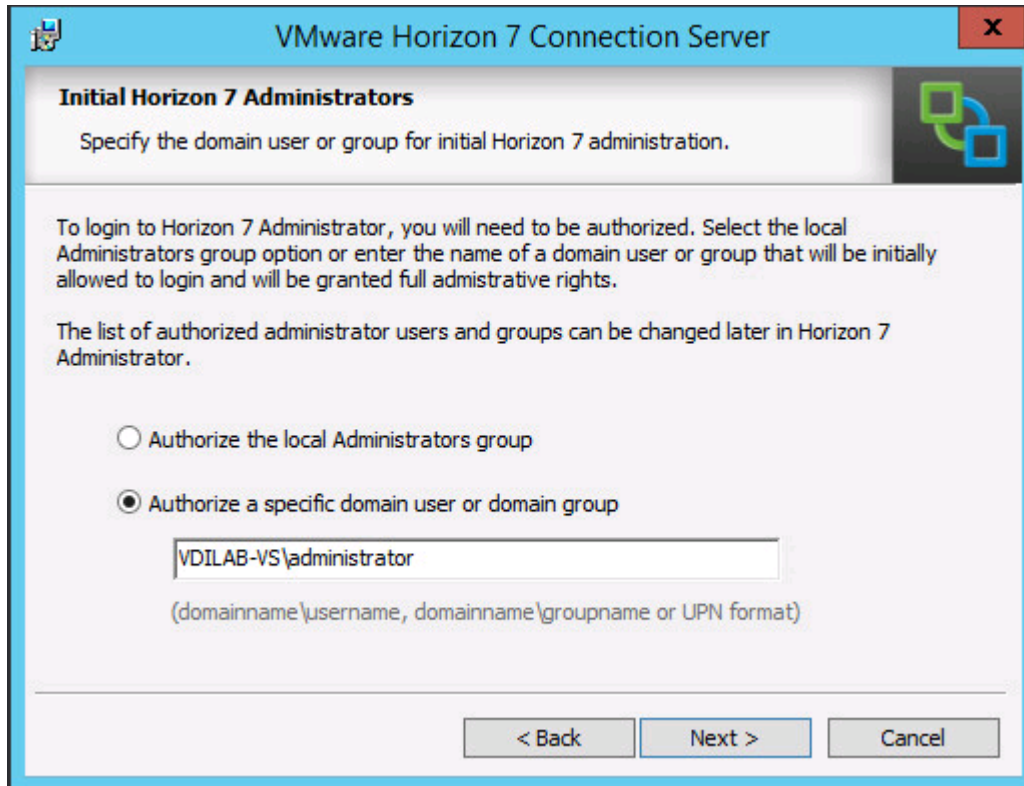 VMware Horizon 7 Connection Server
x
Initial Horizon 7 Administrators
Specify the domain user or group for initial Horizon 7 administration.
To login to Horizon 7 Administrator, you will need to be authorized. Select the local
Administrators group option or enter the name of a domain user or group that will be initially
allowed to login and will be granted full admistrative rights.
The list of authorized administrator users and groups can be changed later in Horizon 7
Administrator.
Authorize the local Administrators group
Authorize a specific domain user or domain group
VDILAB-VS\administrator
(domainname\username, domainname\groupname or UPN format)
< Back Next > Cancel